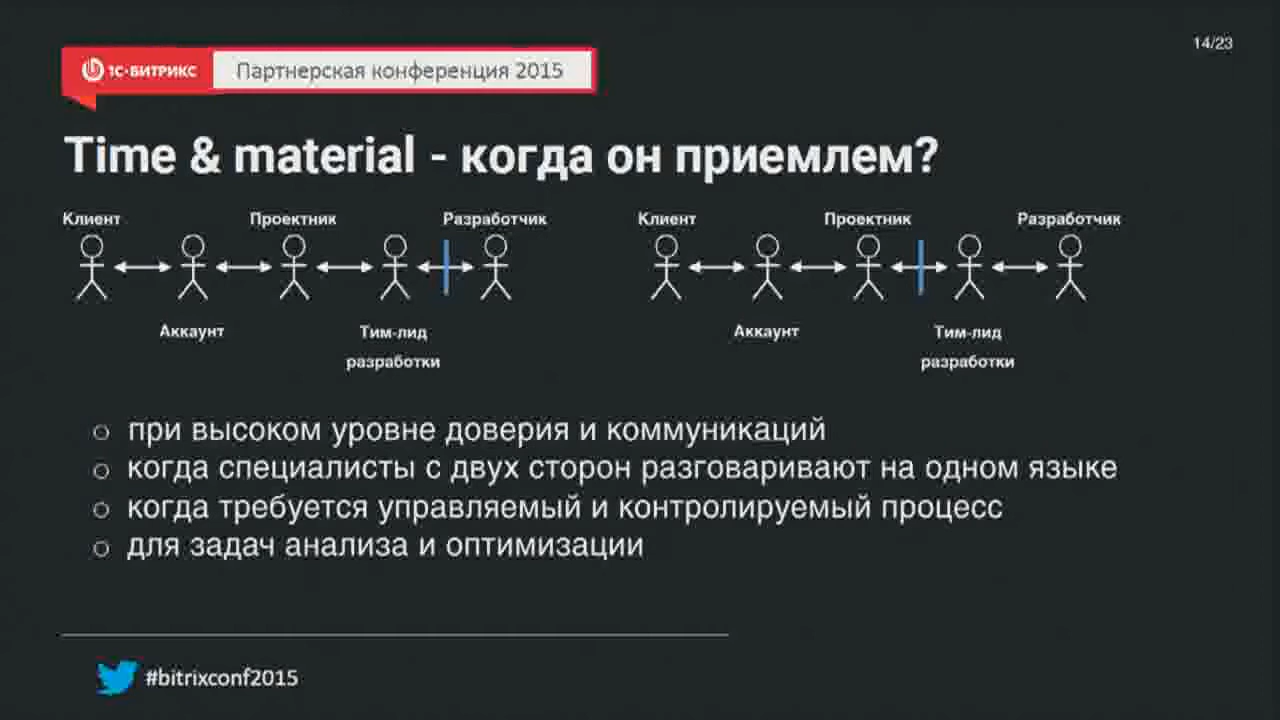 14/23
1С-БИТРИКС Партнерская конференция 2015
Time & material - когда он приемлем?
Клиент Проектник Разработчик Клиент Проектник Разработчик
Аккаунт Тим-лид Аккаунт Тим-лид
разработки разработки
при высоком уровне доверия и коммуникаций
когда специалисты с двух сторон разговаривают на одном языке
когда требуется управляемый и контролируемый процесс
для задач анализа и оптимизации
#bitrixconf2015